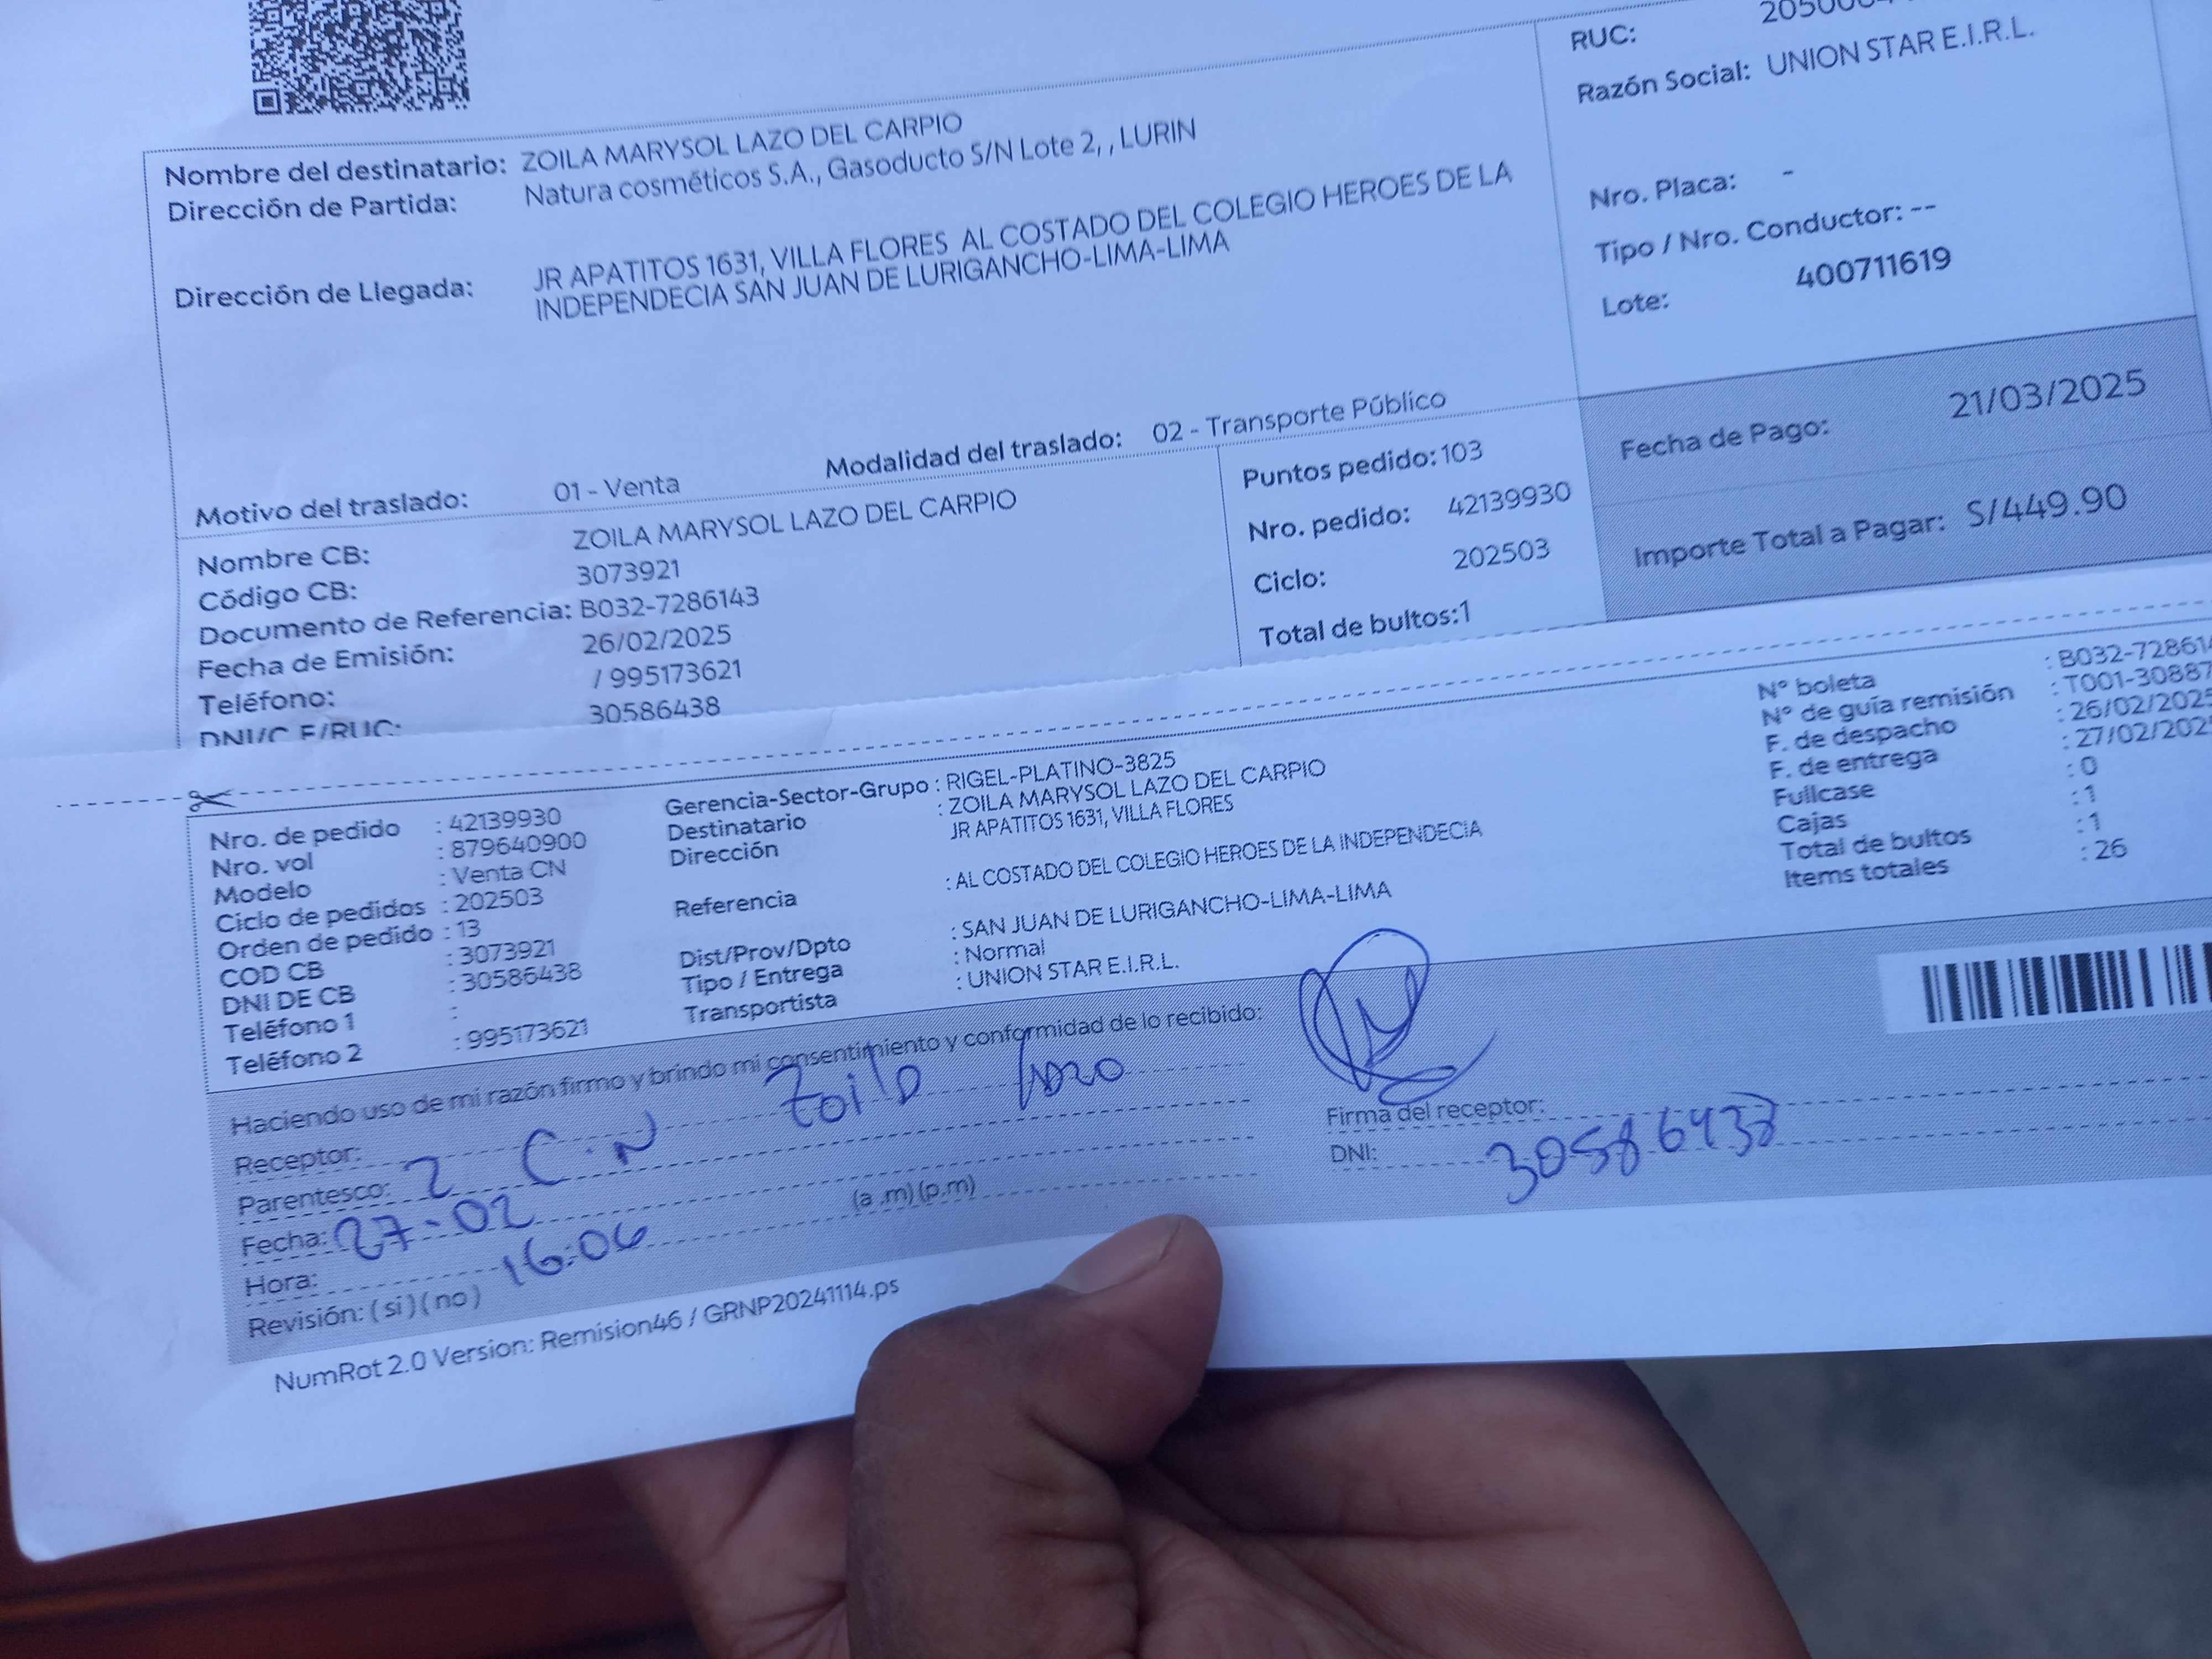 RUC:
Razón Social: UNION STAR E.I.R.L.
Nombre del destinatario: ZOILA MARYSOL LAZO DEL CARPIO
Dirección de Partida: Natura cosméticos S.A., Gasoducto S/N Lote 2, , LURIN
Dirección de Llegada: JR APATITOS 1631, VILLA FLORES AL COSTADO DEL COLEGIO HEROES DE LA
INDEPENDECIA SAN JUAN DE LURIGANCHO-LIMA-LIMA
Nro. Placa: -
Tipo / Nro. Conductor: --
Lote: 400711619
Motivo del traslado: 01 - Venta Modalidad del traslado: 02 - Transporte Público
Fecha de Pago: 21/03/2025
Importe Total a Pagar: S/449.90
Nombre CB: ZOILA MARYSOL LAZO DEL CARPIO
Código CB: 3073921
Documento de Referencia: B032-7286143
Fecha de Emisión: 26/02/2025
Teléfono: / 995173621
DNI/C.E/RUC: 30586438
Puntos pedido: 103
Nro. pedido: 42139930
Ciclo: 202503
Total de bultos:1
Nro. de pedido : 42139930
Nro. vol : 879640900
Modelo : Venta CN
Ciclo de pedidos : 202503
Orden de pedido : 13
COD CB : 3073921
DNI DE CB : 30586438
Teléfono 1 :
Teléfono 2 : 995173621
Gerencia-Sector-Grupo : RIGEL-PLATINO-3825
Destinatario : ZOILA MARYSOL LAZO DEL CARPIO
Dirección JR APATITOS 1631, VILLA FLORES
Referencia : AL COSTADO DEL COLEGIO HEROES DE LA INDEPENDECIA
Dist/Prov/Dpto : SAN JUAN DE LURIGANCHO-LIMA-LIMA
Tipo / Entrega : Normal
Transportista : UNION STAR E.I.R.L.
N° boleta
N° de guía remisión
F. de despacho : 26/02/2025
F. de entrega
Fullcase : 0
Cajas : 1
Total de bultos : 1
Items totales : 26
Haciendo uso de mi razón firmo y brindo mi consentimiento y conformidad de lo recibido:
Receptor: Zoila Lazo
Parentesco: 2 C.N
Fecha: 27-02
Hora: 16:06 (a .m) (p.m)
Revisión: ( si ) ( no )
Firma del receptor:
DNI: 30586438
NumRot 2.0 Version: Remision46 / GRNP20241114.ps